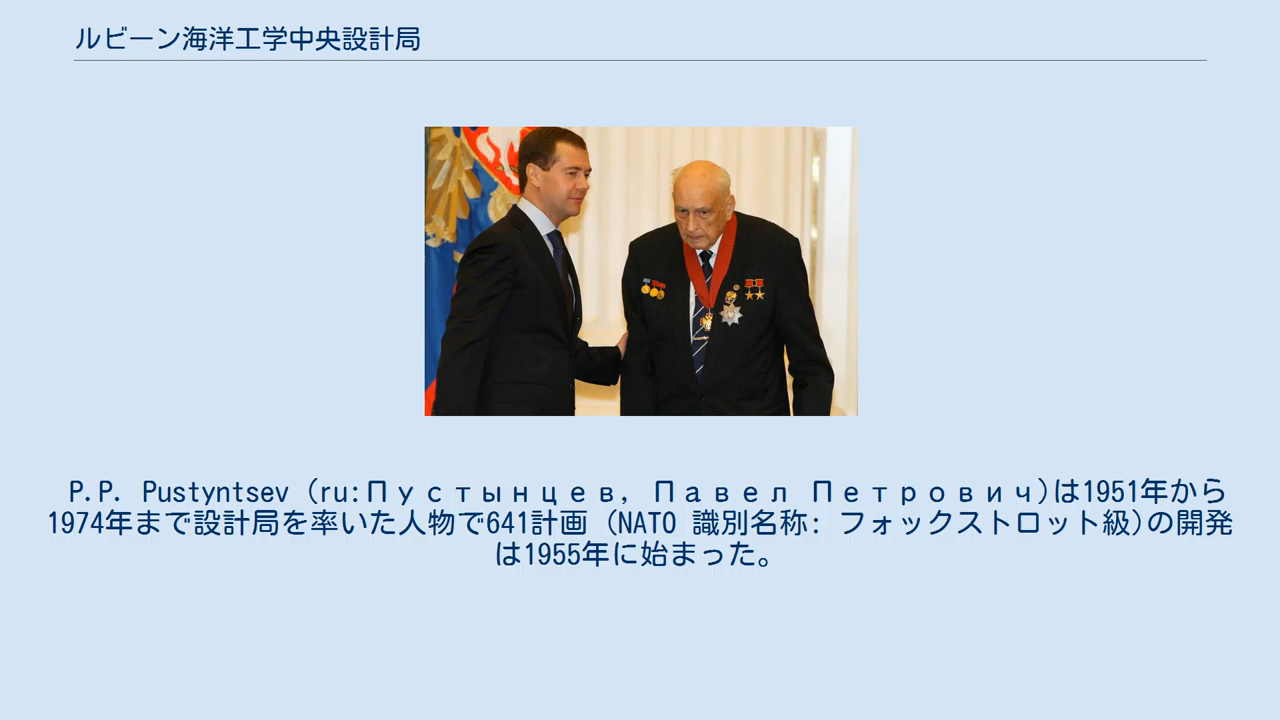 ルビーン海洋工学中央設計局
P.P. Pustyntsev (ru:Пустынцев, Павел Петрович)は1951年から
1974年まで設計局を率いた人物で641計画 (NATO 識別名称: フォックストロット級)の開発
は1955年に始まった。